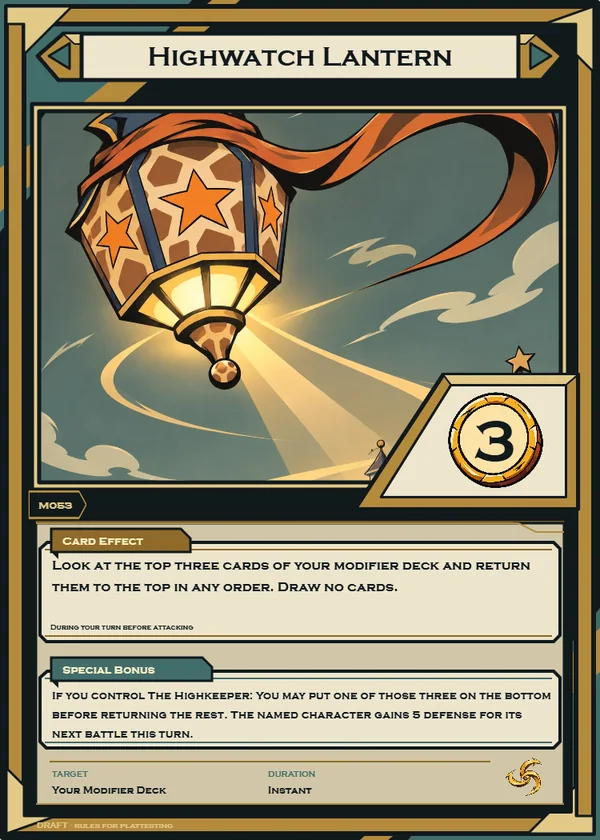 Highwatch Lantern
3
M053
Card Effect
Look at the top three cards of your modifier deck and return
them to the top in any order. Draw no cards.
During your turn before attacking
Special Bonus
If you control The Highkeeper: You may put one of those three on the bottom
before returning the rest. The named character gains 5 defense for its
next battle this turn.
Target
Duration
Your Modifier Deck
Instant
DRAFT · Rules for playtesting